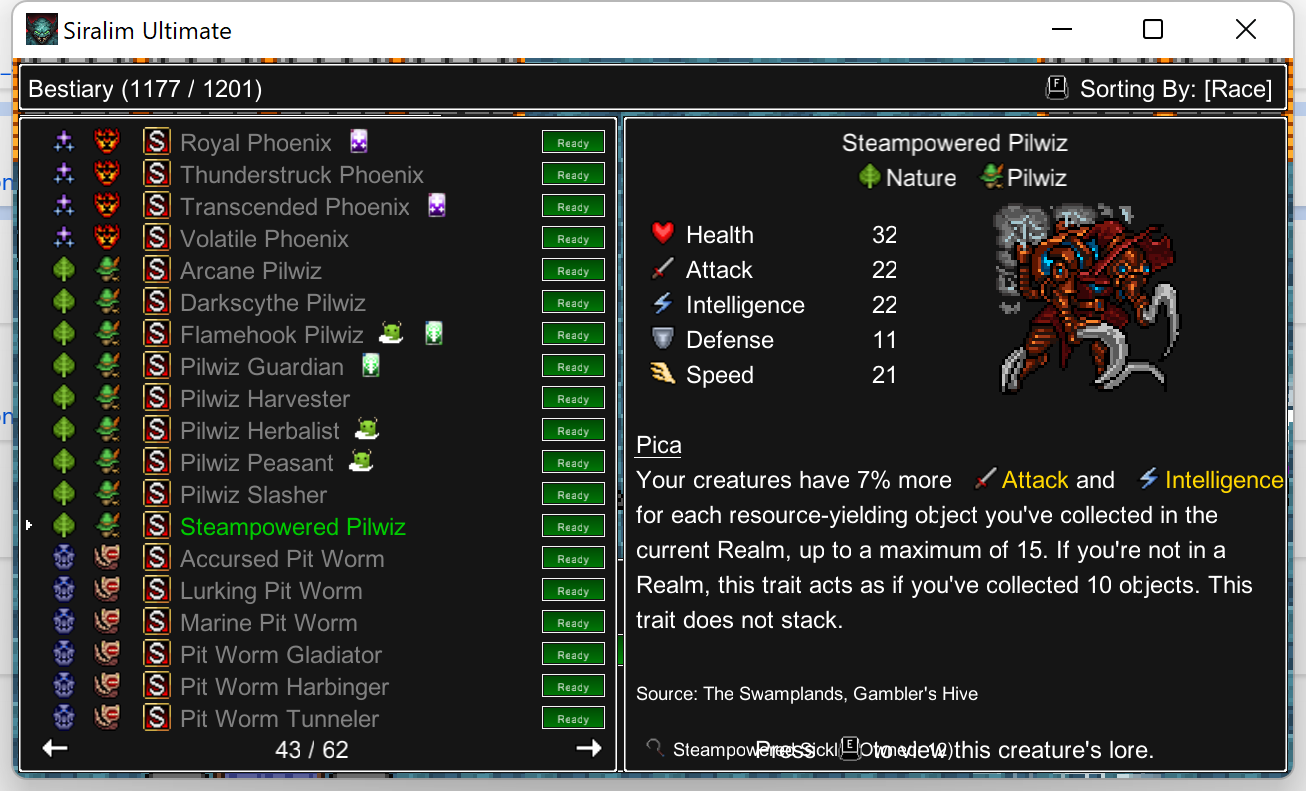 Siralim Ultimate
Bestiary (1177 / 1201)
F Sorting By: [Race]
S Royal Phoenix Ready
S Thunderstruck Phoenix Ready
S Transcended Phoenix Ready
S Volatile Phoenix Ready
S Arcane Pilwiz Ready
S Darkscythe Pilwiz Ready
S Flamehook Pilwiz Ready
S Pilwiz Guardian Ready
S Pilwiz Harvester Ready
S Pilwiz Herbalist Ready
S Pilwiz Peasant Ready
S Pilwiz Slasher Ready
S Steampowered Pilwiz Ready
S Accursed Pit Worm Ready
S Lurking Pit Worm Ready
S Marine Pit Worm Ready
S Pit Worm Gladiator Ready
S Pit Worm Harbinger Ready
S Pit Worm Tunneler Ready
43 / 62
Steampowered Pilwiz
Nature Pilwiz
Health 32
Attack 22
Intelligence 22
Defense 11
Speed 21
Pica
Your creatures have 7% more Attack and Intelligence
for each resource-yielding object you've collected in the
current Realm, up to a maximum of 15. If you're not in a
Realm, this trait acts as if you've collected 10 objects. This
trait does not stack.
Source: The Swamplands, Gambler's Hive
Press E to view this creature's lore.